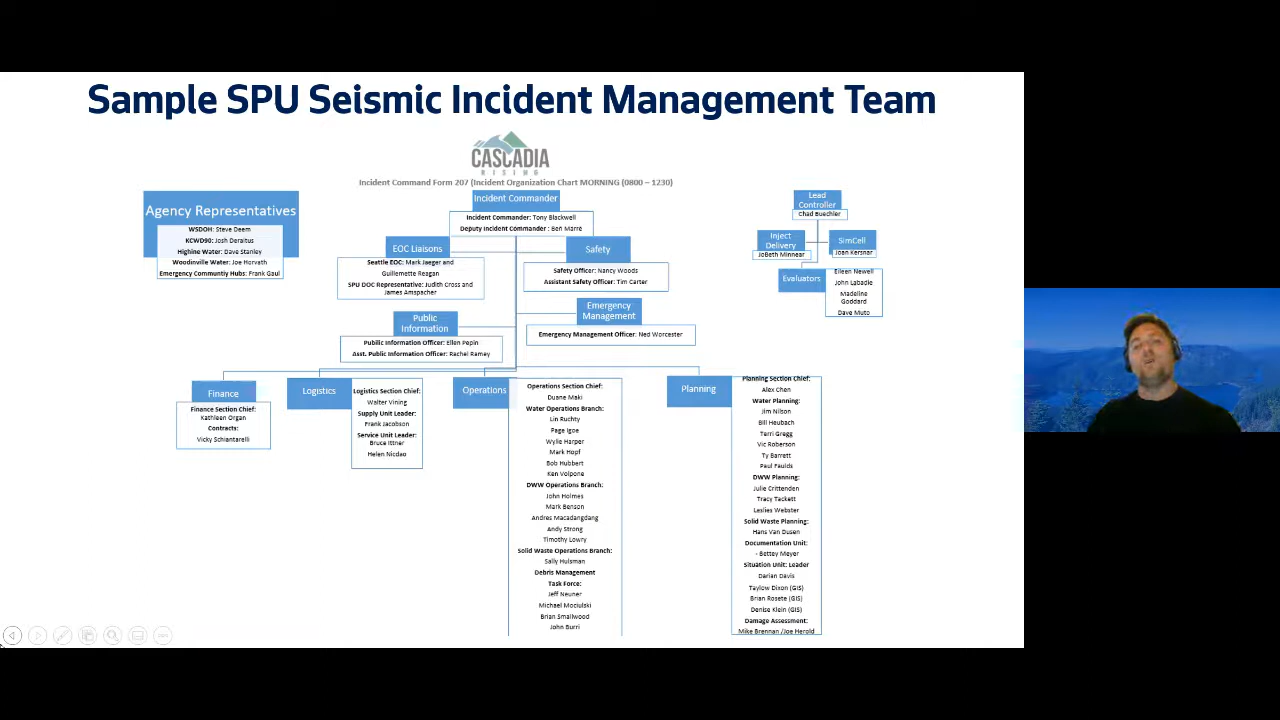 Sample SPU Seismic Incident Management Team
CASCADIA
RISING
Incident Command Form 207 (Incident Organization Chart MORNING (0800 – 1230)
Agency Representatives
WSDOH: Steve Deem
KCWD90: Josh Deraitus
Highine Water: Dave Stanley
Woodinville Water: Joe Horvath
Emergency Communtiy Hubs: Frank Gaul
Incident Commander
Incident Commander: Tony Blackwell
Deputy Incident Commander : Ben Marré
EOC Liaisons
Seattle EOC: Mark Jaeger and
Guillemette Reagan
SPU DOC Representative: Judith Cross and
James Amspacher
Safety
Safety Officer: Nancy Woods
Assistant Safety Officer: Tim Carter
Public
Information
Public Information Officer: Ellen Pepin
Asst. Public Information Officer: Rachel Ramey
Emergency
Management
Emergency Management Officer: Ned Worcester
Lead
Controller
Chad Buechler
Inject
Delivery
JoBeth Minnear
SimCell
Joan Kersnar
Evaluators
Eileen Newell
John Labadie
Madeline
Goddard
Dave Muto
Finance
Finance Section Chief:
Kathleen Organ
Contracts:
Vicky Schiantarelli
Logistics
Logistics Section Chief:
Walter Vining
Supply Unit Leader:
Frank Jacobson
Service Unit Leader:
Bruce Ittner
Helen Nicdao
Operations
Operations Section Chief:
Duane Maki
Water Operations Branch:
Lin Ruchty
Page Igoe
Wylie Harper
Mark Hopf
Bob Hubbert
Ken Volpone
DWW Operations Branch:
John Holmes
Mark Benson
Andres Macadangdang
Andy Strong
Timothy Lowry
Solid Waste Operations Branch:
Sally Hulsman
Debris Management
Task Force:
Jeff Neuner
Michael Mociulski
Brian Smallwood
John Burri
Planning
Planning Section Chief:
Alex Chen
Water Planning:
Jim Nilson
Bill Heubach
Terri Gregg
Vic Roberson
Ty Barrett
Paul Faulds
DWW Planning:
Julie Crittenden
Tracy Tackett
Leslies Webster
Solid Waste Planning:
Hans Van Dusen
Documentation Unit:
- Bettey Meyer
Situation Unit: Leader
Darian Davis
Taylow Dixon (GIS)
Brian Rosete (GIS)
Denise Klein (GIS)
Damage Assessment:
Mike Brennan /Joe Herold